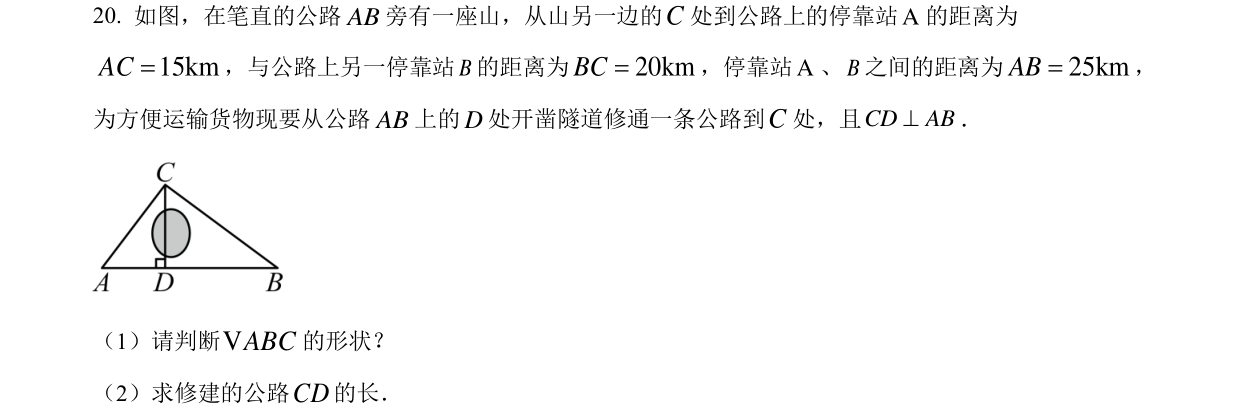 20. 如图，在笔直的公路 AB 旁有一座山，从山另一边的 C 处到公路上的停靠站 A 的距离为
AC = 15km，与公路上另一停靠站 B 的距离为 BC = 20km，停靠站 A 、 B 之间的距离为 AB = 25km，
为方便运输货物现要从公路 AB 上的 D 处开凿隧道修通一条公路到 C 处，且 CD ⊥ AB．
C
A D B
（1）请判断VABC 的形状？
（2）求修建的公路 CD 的长．